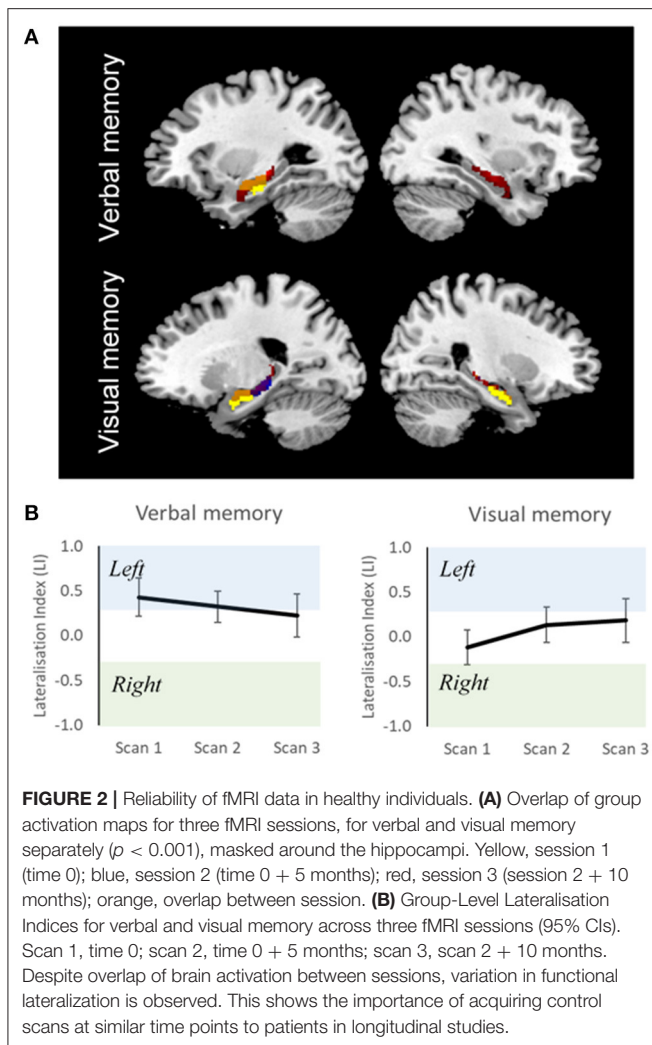 A
Verbal memory
Visual memory
B
Verbal memory
Visual memory
Lateralisation Index (LI)
1.0
0.5
0.0
-0.5
-1.0
Left
Right
Scan 1 Scan 2 Scan 3
Lateralisation Index (LI)
1.0
0.5
0.0
-0.5
-1.0
Left
Right
Scan 1 Scan 2 Scan 3
FIGURE 2 | Reliability of fMRI data in healthy individuals. (A) Overlap of group
activation maps for three fMRI sessions, for verbal and visual memory
separately (p < 0.001), masked around the hippocampi. Yellow, session 1
(time 0); blue, session 2 (time 0 + 5 months); red, session 3 (session 2 + 10
months); orange, overlap between session. (B) Group-Level Lateralisation
Indices for verbal and visual memory across three fMRI sessions (95% CIs).
Scan 1, time 0; scan 2, time 0 + 5 months; scan 3, scan 2 + 10 months.
Despite overlap of brain activation between sessions, variation in functional
lateralization is observed. This shows the importance of acquiring control
scans at similar time points to patients in longitudinal studies.